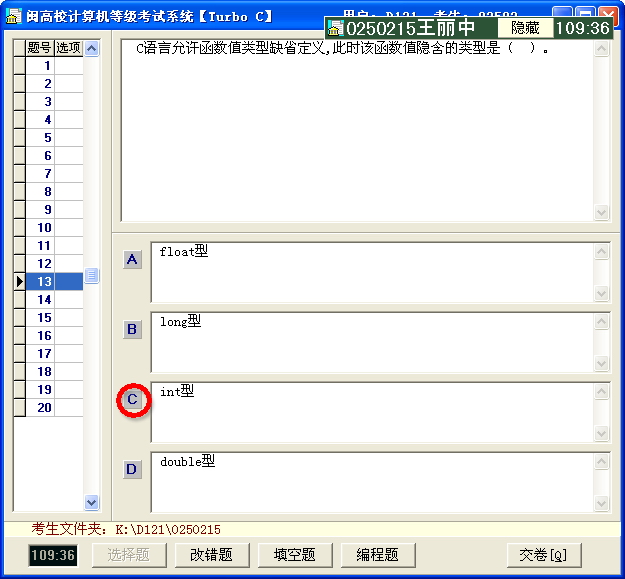 闽高校计算机等级考试系统【Turbo C】
0250215王丽中 隐藏 109:36
题号 选项
1
2
3
4
5
6
7
8
9
10
11
12
13
14
15
16
17
18
19
20
C语言允许函数值类型缺省定义,此时该函数值隐含的类型是（ ）。
A float型
B long型
C int型
D double型
考生文件夹：K:\D121\0250215
109:36 选择题 改错题 填空题 编程题 交卷[Q]